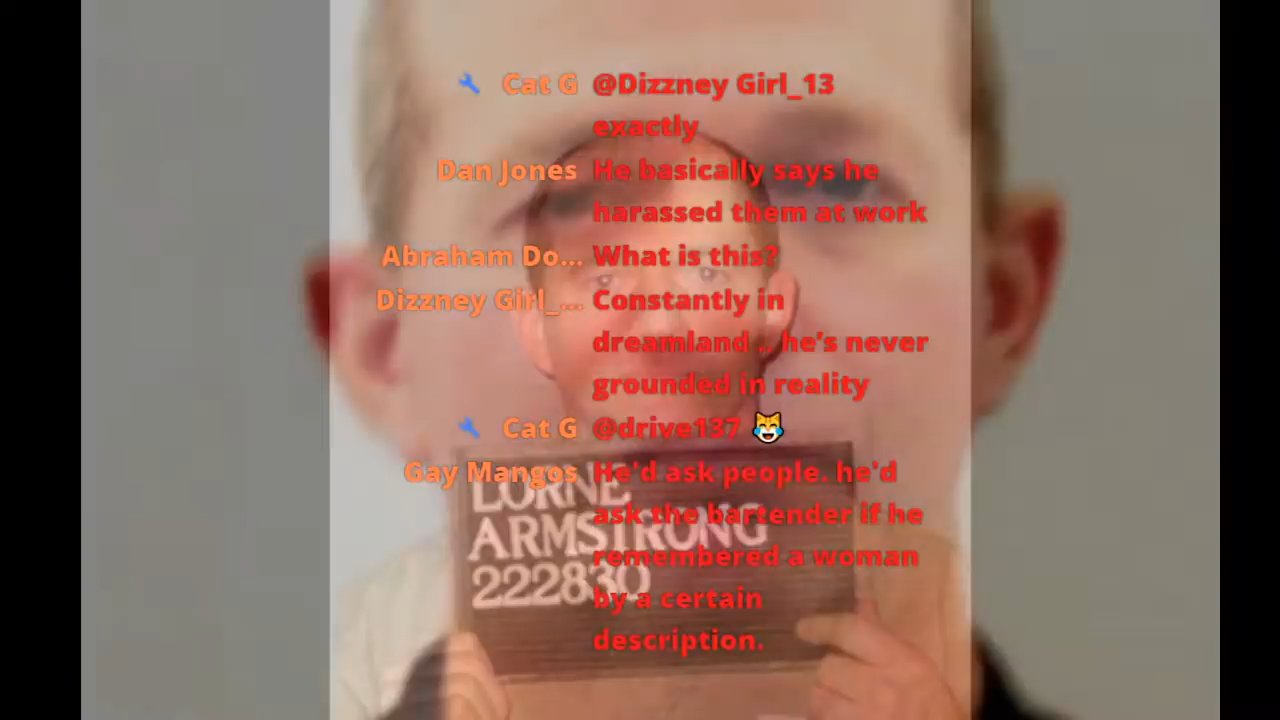 Cat G @Dizzney Girl_13
exactly
Dan Jones He basically says he
harassed them at work
Abraham Do... What is this?
Dizzney Girl_... Constantly in
dreamland .. he's never
grounded in reality
Cat G @drive137 😹
Gay Mangos He'd ask people. he'd
ask the bartender if he
remembered a woman
by a certain
description.
LORNE
ARMSTRONG
222830